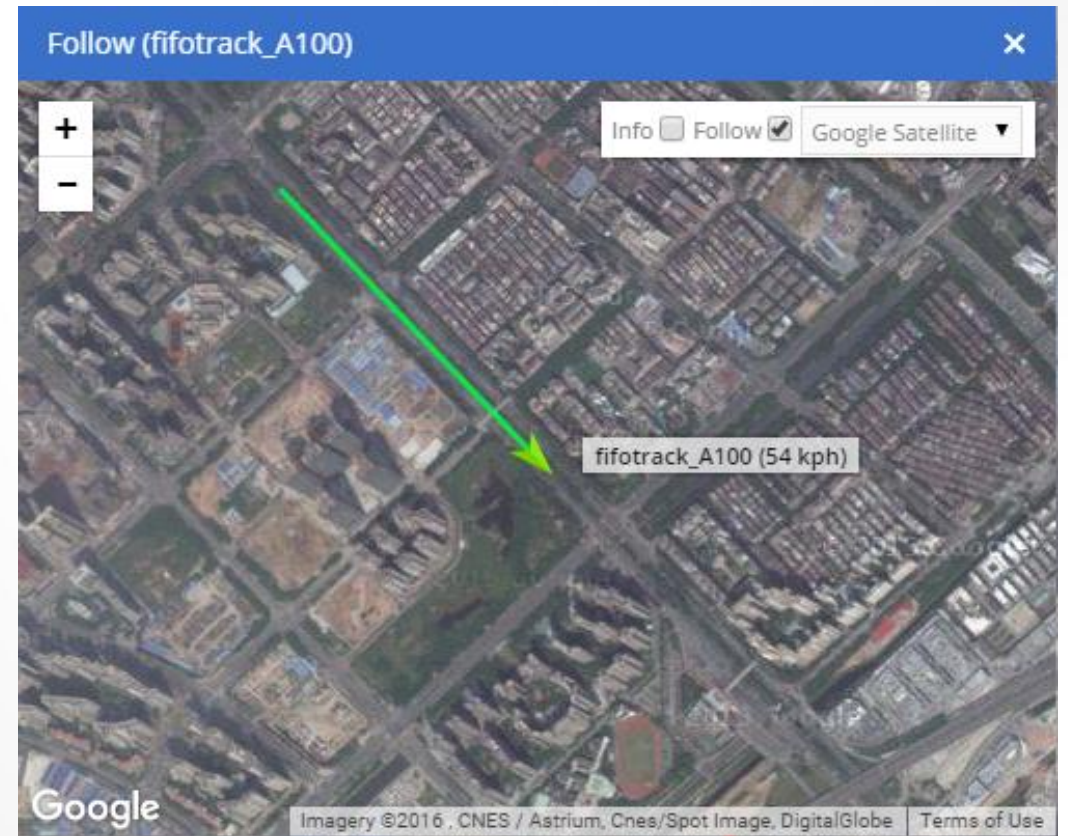 Follow (fifotrack_A100) ×
+
−
Info Follow Google Satellite ▼
fifotrack_A100 (54 kph)
Google
Imagery ©2016 , CNES / Astrium, Cnes/Spot Image, DigitalGlobe Terms of Use